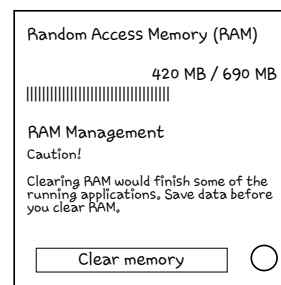 Random Access Memory (RAM)
420 MB / 690 MB
RAM Management
Caution!
Clearing RAM would finish some of the
running applications. Save data before
you clear RAM.
Clear memory